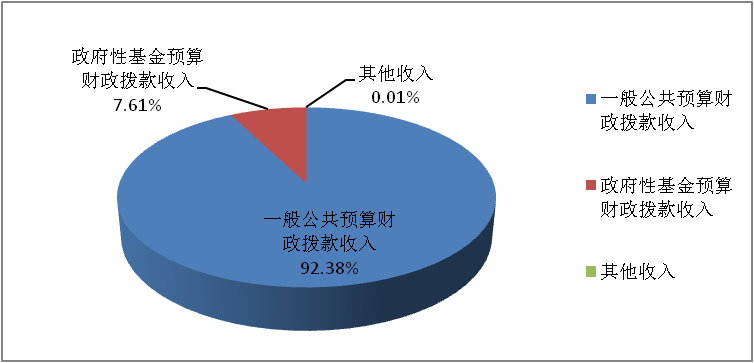 政府性基金预算
财政拨款收入
7.61%
其他收入
0.01%
一般公共预算财
政拨款收入
92.38%
一般公共预算财
政拨款收入
政府性基金预算
财政拨款收入
其他收入